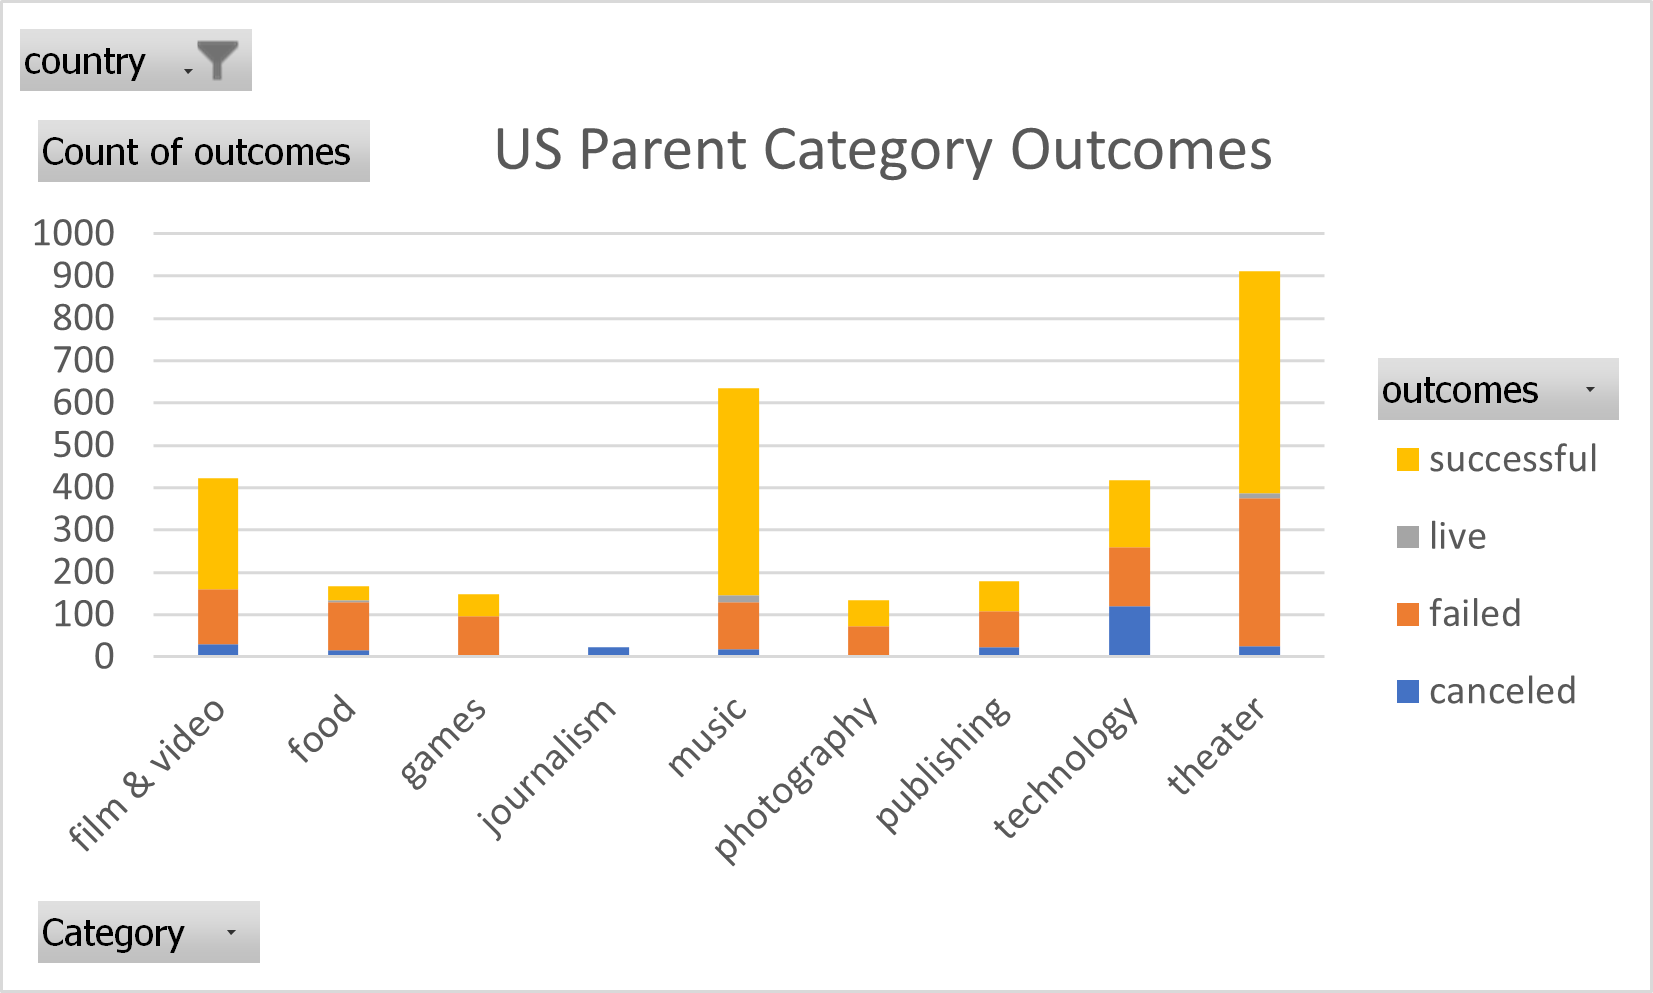 country
Count of outcomes
US Parent Category Outcomes
1000
900
800
700
600
500
400
300
200
100
0
film & video
food
games
journalism
music
photography
publishing
technology
theater
outcomes
successful
live
failed
canceled
Category